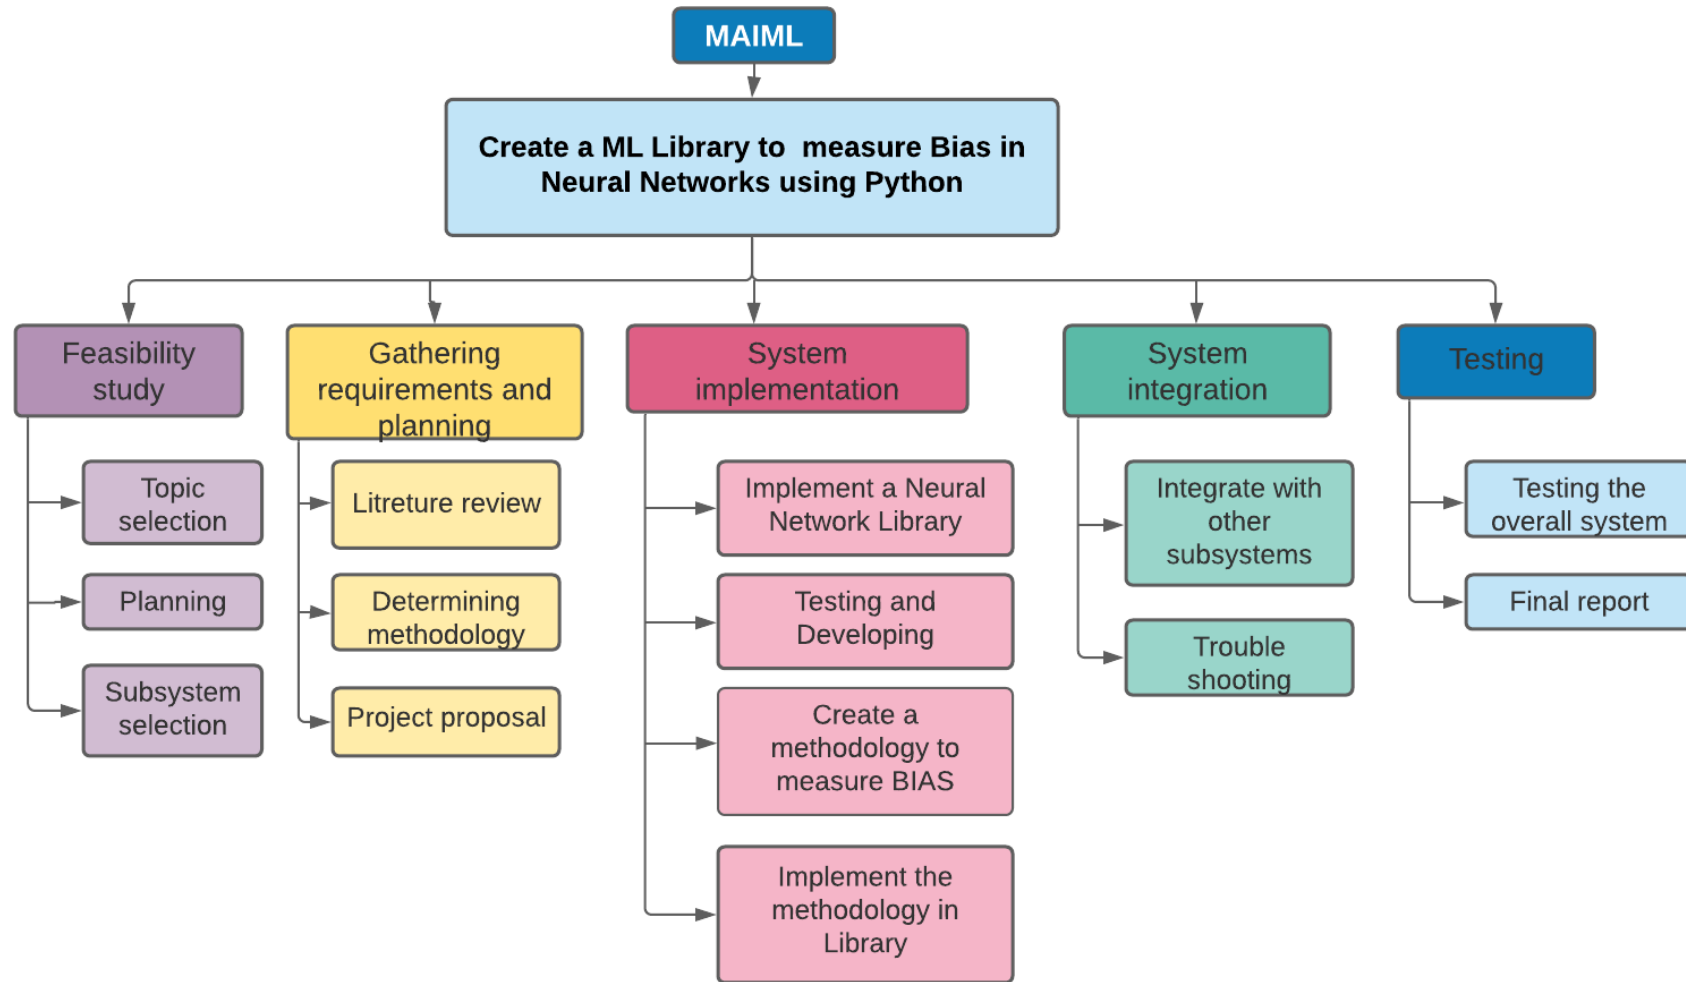 MAIML
Create a ML Library to measure Bias in
Neural Networks using Python
Feasibility
study
Topic
selection
Planning
Subsystem
selection
Gathering
requirements and
planning
Litreture review
Determining
methodology
Project proposal
System
implementation
Implement a Neural
Network Library
Testing and
Developing
Create a
methodology to
measure BIAS
Implement the
methodology in
Library
System
integration
Integrate with
other
subsystems
Trouble
shooting
Testing
Testing the
overall system
Final report